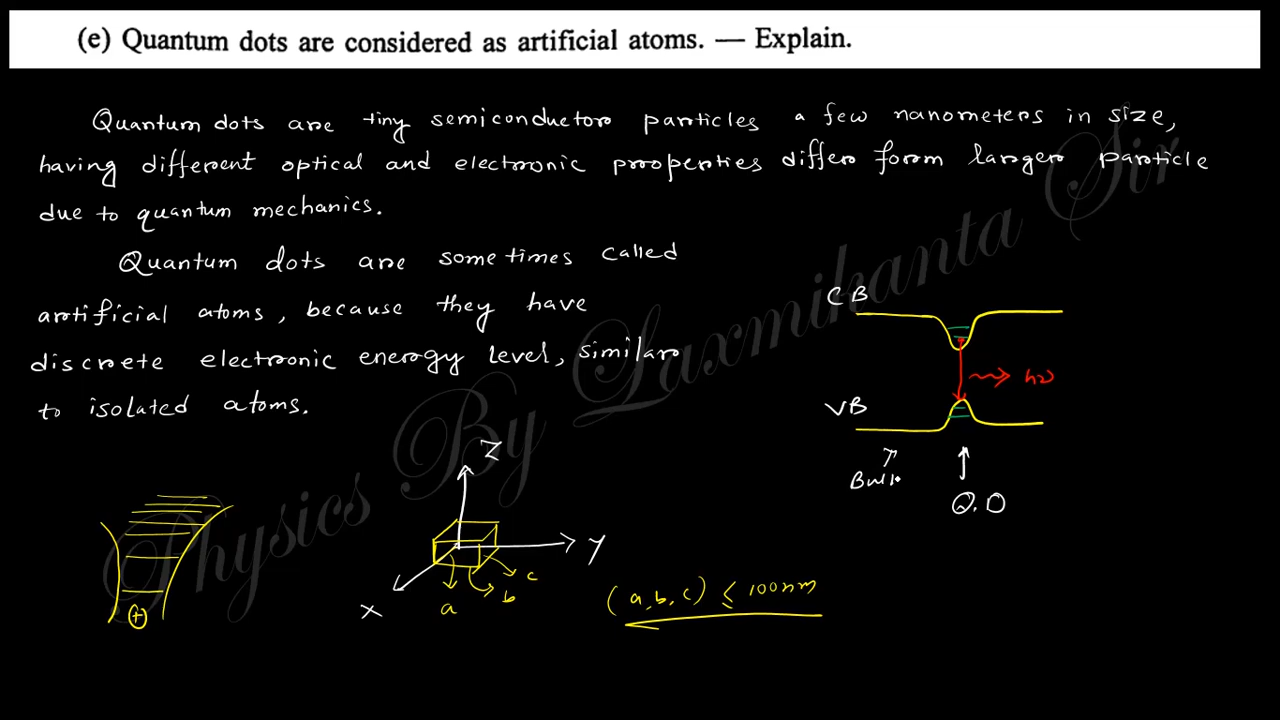 (e) Quantum dots are considered as artificial atoms. — Explain.
Quantum dots are tiny semiconductor particles a few nanometers in size,
having different optical and electronic properties differ form larger particle
due to quantum mechanics.
Quantum dots are some times called
artificial atoms, because they have
discrete electronic energy level, similar
to isolated atoms.
CB
hν
VB
Bulk
Q.D
Z
Y
X
a
b
c
(a, b, c) ≤ 100nm
+
Physics By Laxmikanta Sir